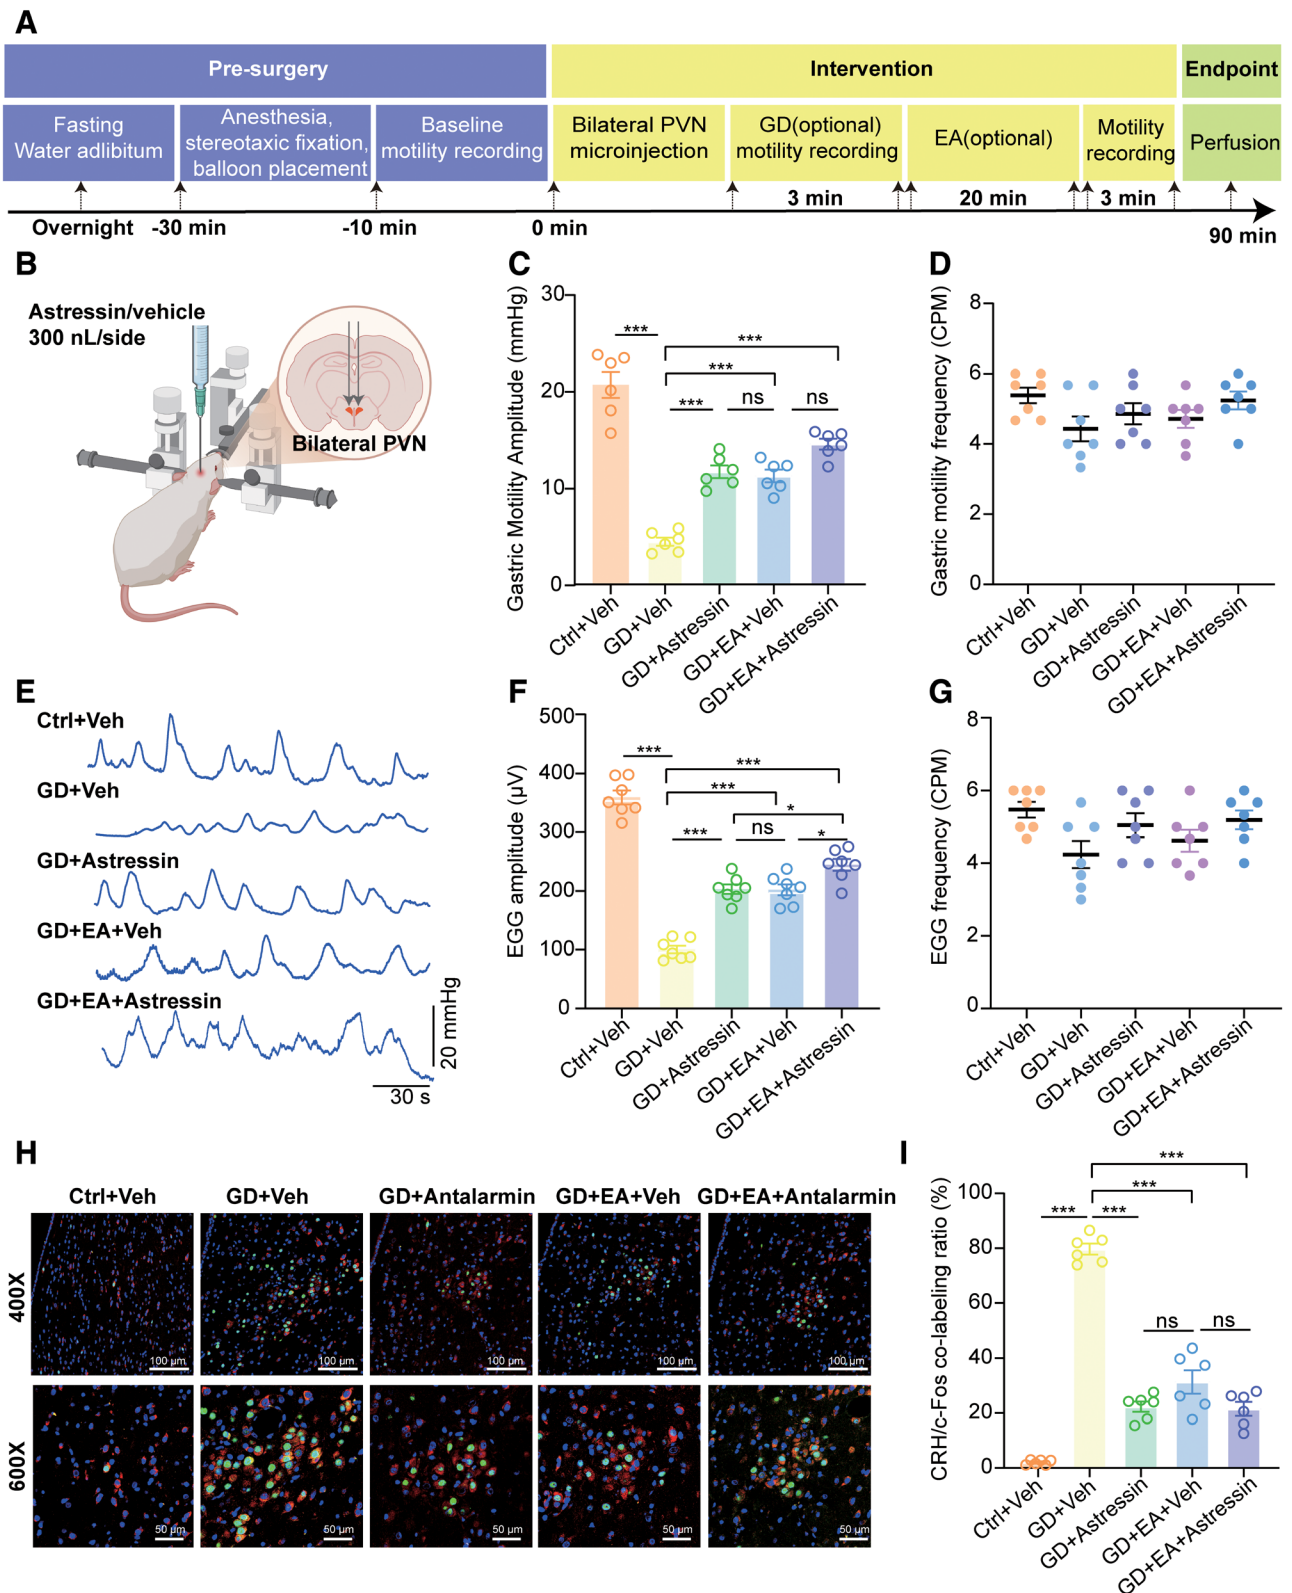 A
Pre-surgery
Intervention
Endpoint
Fasting
Water adlibitum
Anesthesia,
stereotaxic fixation,
balloon placement
Baseline
motility recording
Bilateral PVN
microinjection
GD(optional)
motility recording
EA(optional)
Motility
recording
Perfusion
3 min
20 min
3 min
Overnight
-30 min
-10 min
0 min
90 min
B
Astressin/vehicle
300 nL/side
Bilateral PVN
C
Gastric Motility Amplitude (mmHg)
30
20
10
0
***
***
***
***
ns
ns
Ctrl+Veh
GD+Veh
GD+Astressin
GD+EA+Veh
GD+EA+Astressin
D
Gastric motility frequency (CPM)
8
6
4
2
0
Ctrl+Veh
GD+Veh
GD+Astressin
GD+EA+Veh
GD+EA+Astressin
E
Ctrl+Veh
GD+Veh
GD+Astressin
GD+EA+Veh
GD+EA+Astressin
20 mmHg
30 s
F
EGG amplitude (µV)
500
400
300
200
100
0
***
***
***
*
***
ns
*
Ctrl+Veh
GD+Veh
GD+Astressin
GD+EA+Veh
GD+EA+Astressin
G
EGG frequency (CPM)
8
6
4
2
0
Ctrl+Veh
GD+Veh
GD+Astressin
GD+EA+Veh
GD+EA+Astressin
H
Ctrl+Veh
GD+Veh
GD+Antalarmin
GD+EA+Veh
GD+EA+Antalarmin
400X
100 µm
100 µm
100 µm
100 µm
100 µm
600X
50 µm
50 µm
50 µm
50 µm
50 µm
I
CRH/c-Fos co-labeling ratio (%)
100
80
60
40
20
0
***
***
***
***
ns
ns
Ctrl+Veh
GD+Veh
GD+Astressin
GD+EA+Veh
GD+EA+Astressin